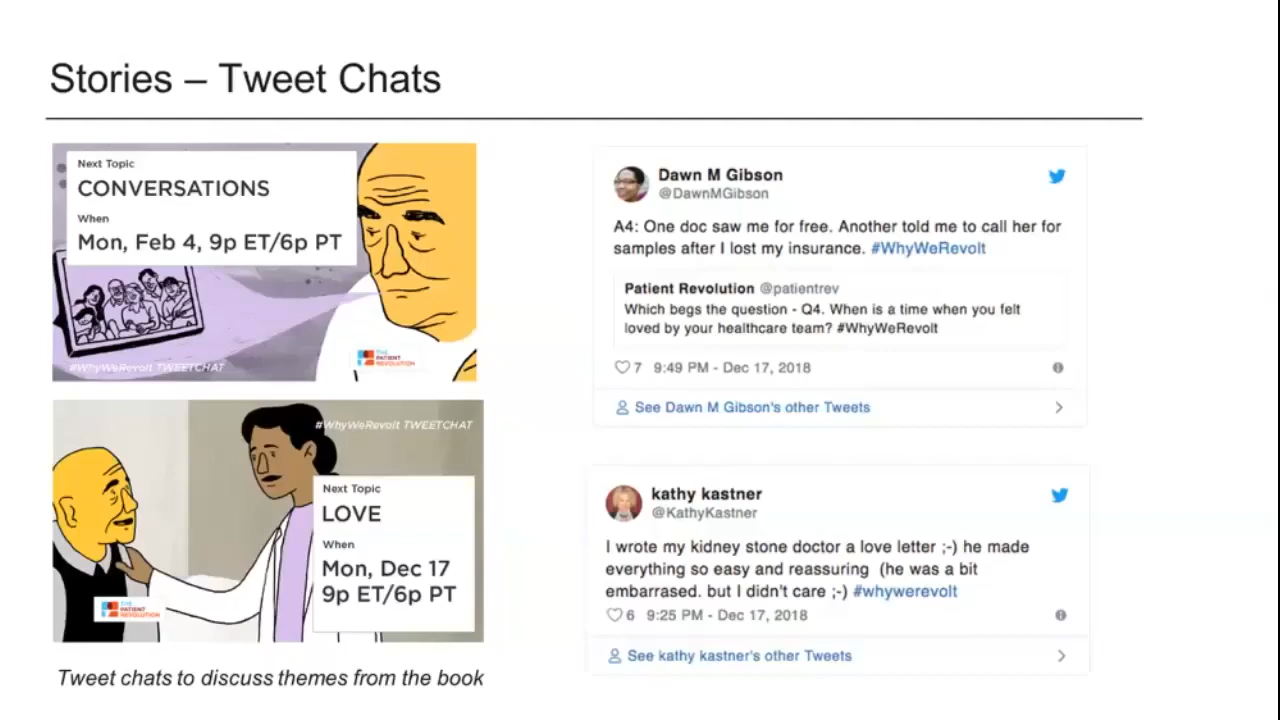 Stories – Tweet Chats
Next Topic
CONVERSATIONS
When
Mon, Feb 4, 9p ET/6p PT
THE
PATIENT
REVOLUTION
#WhyWeRevolt TWEETCHAT
#WhyWeRevolt TWEETCHAT
Next Topic
LOVE
When
Mon, Dec 17
9p ET/6p PT
THE
PATIENT
REVOLUTION
Tweet chats to discuss themes from the book
Dawn M Gibson
@DawnMGibson
A4: One doc saw me for free. Another told me to call her for
samples after I lost my insurance. #WhyWeRevolt
Patient Revolution @patientrev
Which begs the question - Q4. When is a time when you felt
loved by your healthcare team? #WhyWeRevolt
7 9:49 PM - Dec 17, 2018
See Dawn M Gibson's other Tweets
kathy kastner
@KathyKastner
I wrote my kidney stone doctor a love letter ;-) he made
everything so easy and reassuring (he was a bit
embarrased. but I didn't care ;-) #whywerevolt
6 9:25 PM - Dec 17, 2018
See kathy kastner's other Tweets